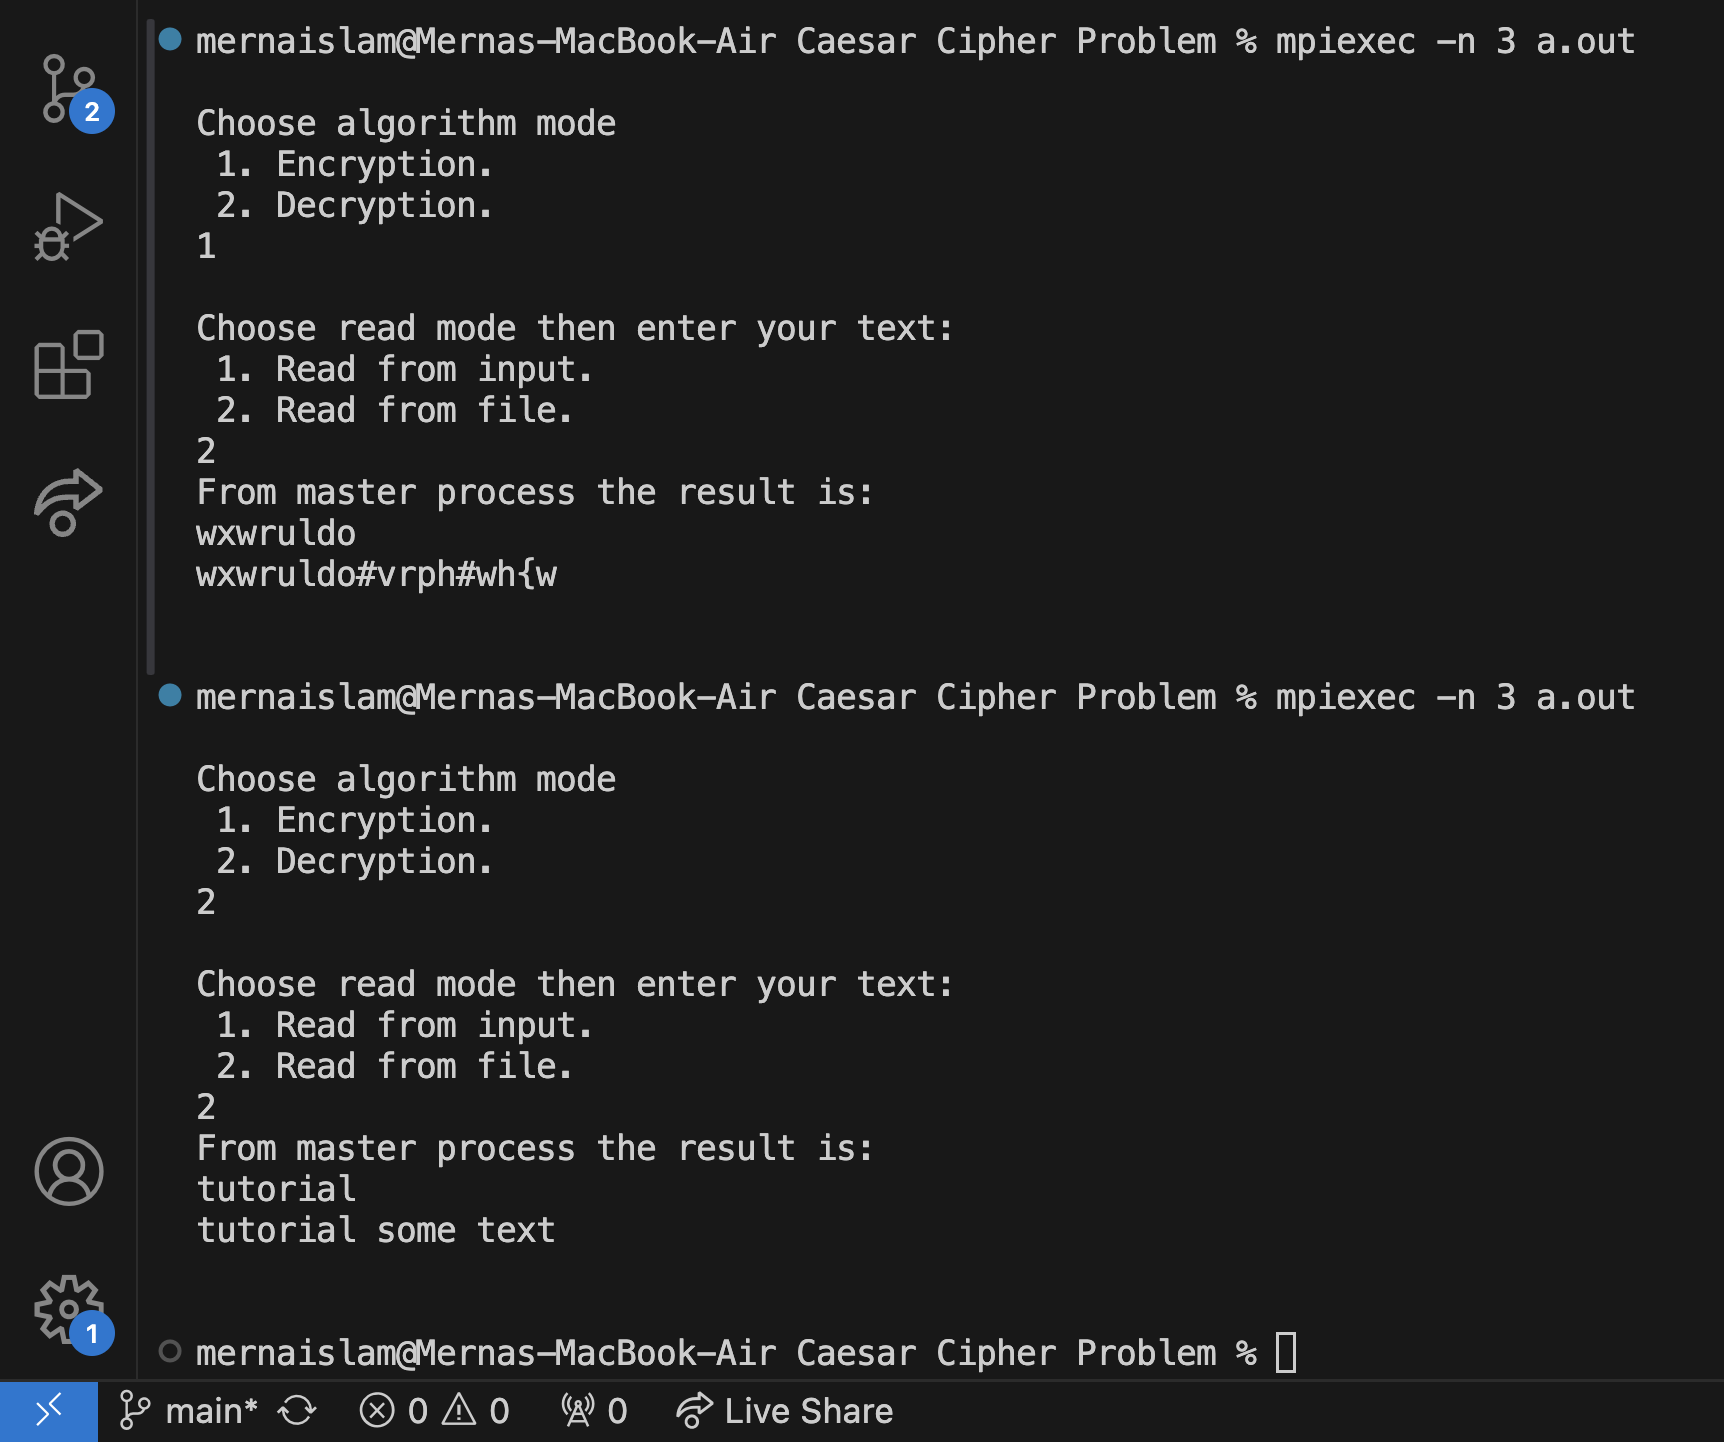 mernaislam@Mernas-MacBook-Air Caesar Cipher Problem % mpiexec -n 3 a.out
Choose algorithm mode
1. Encryption.
2. Decryption.
1
Choose read mode then enter your text:
1. Read from input.
2. Read from file.
2
From master process the result is:
wxwruldo
wxwruldo#vrph#wh{w
mernaislam@Mernas-MacBook-Air Caesar Cipher Problem % mpiexec -n 3 a.out
Choose algorithm mode
1. Encryption.
2. Decryption.
2
Choose read mode then enter your text:
1. Read from input.
2. Read from file.
2
From master process the result is:
tutorial
tutorial some text
mernaislam@Mernas-MacBook-Air Caesar Cipher Problem %
2
1
main* 0 0 0 Live Share